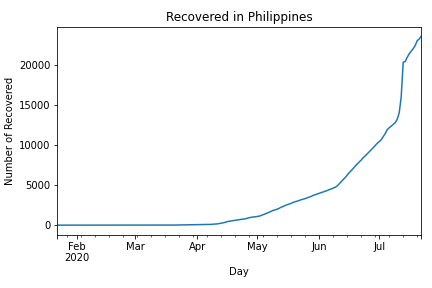 Recovered in Philippines
Number of Recovered
20000
15000
10000
5000
0
Feb Mar Apr May Jun Jul
2020
Day